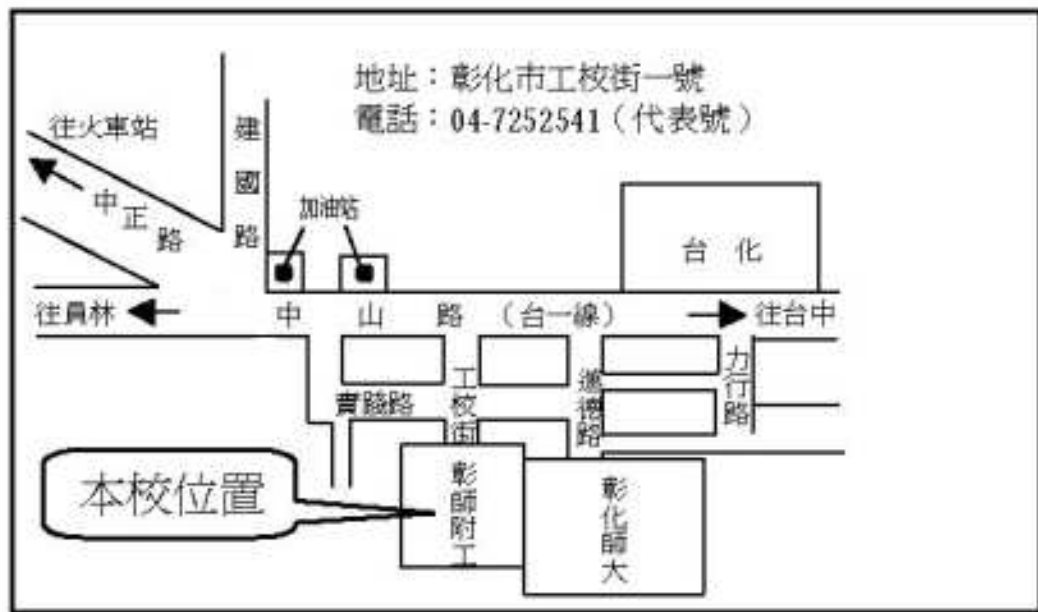 地址：彰化市工校街一號
電話：04-7252541（代表號）
往火車站
中正路
建國路
加油站
台化
往員林
中山路（台一線）
往台中
實踐路
工校街
進德路
力行路
本校位置
彰師附工
彰化師大